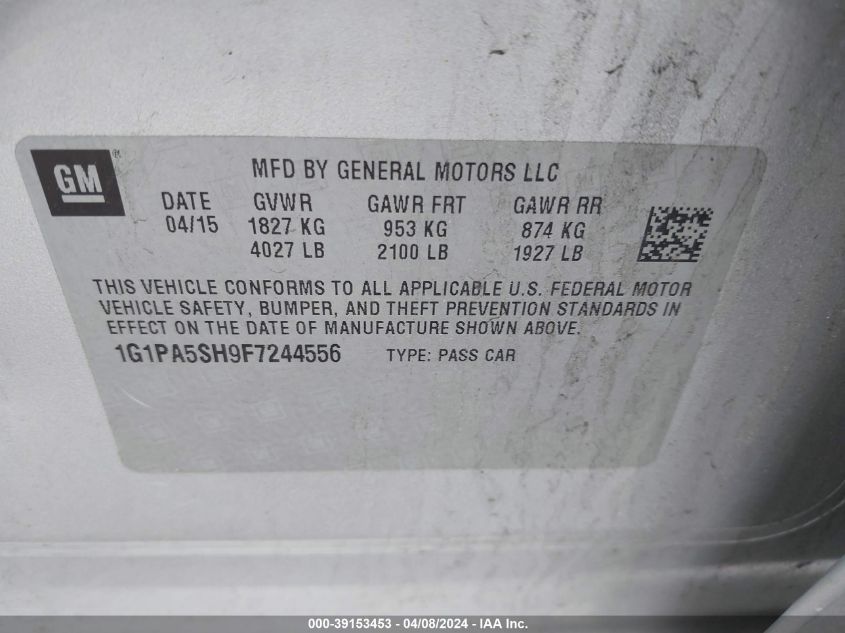 GM®
MFD BY GENERAL MOTORS LLC
DATE GVWR GAWR FRT GAWR RR
04/15 1827 KG 953 KG 874 KG
4027 LB 2100 LB 1927 LB
THIS VEHICLE CONFORMS TO ALL APPLICABLE U.S. FEDERAL MOTOR
VEHICLE SAFETY, BUMPER, AND THEFT PREVENTION STANDARDS IN
EFFECT ON THE DATE OF MANUFACTURE SHOWN ABOVE.
1G1PA5SH9F7244556 TYPE: PASS CAR
000-39153453 - 04/08/2024 - IAA Inc.